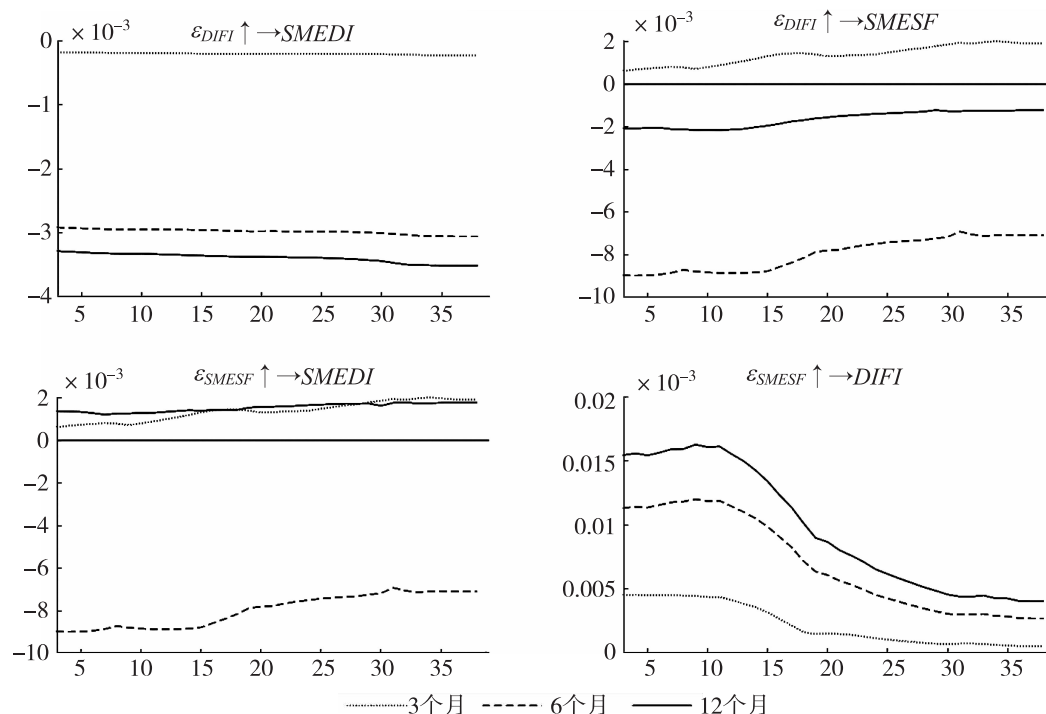 × 10⁻³ ε_DIFI ↑ →SMEDI
0
−1
−2
−3
−4
5 10 15 20 25 30 35
× 10⁻³ ε_DIFI ↑ →SMESF
2
0
−2
−4
−6
−8
−10
5 10 15 20 25 30 35
× 10⁻³ ε_SMESF ↑ →SMEDI
2
0
−2
−4
−6
−8
−10
5 10 15 20 25 30 35
× 10⁻³ ε_SMESF ↑ →DIFI
0.02
0.015
0.01
0.005
0
5 10 15 20 25 30 35
3个月 6个月 12个月